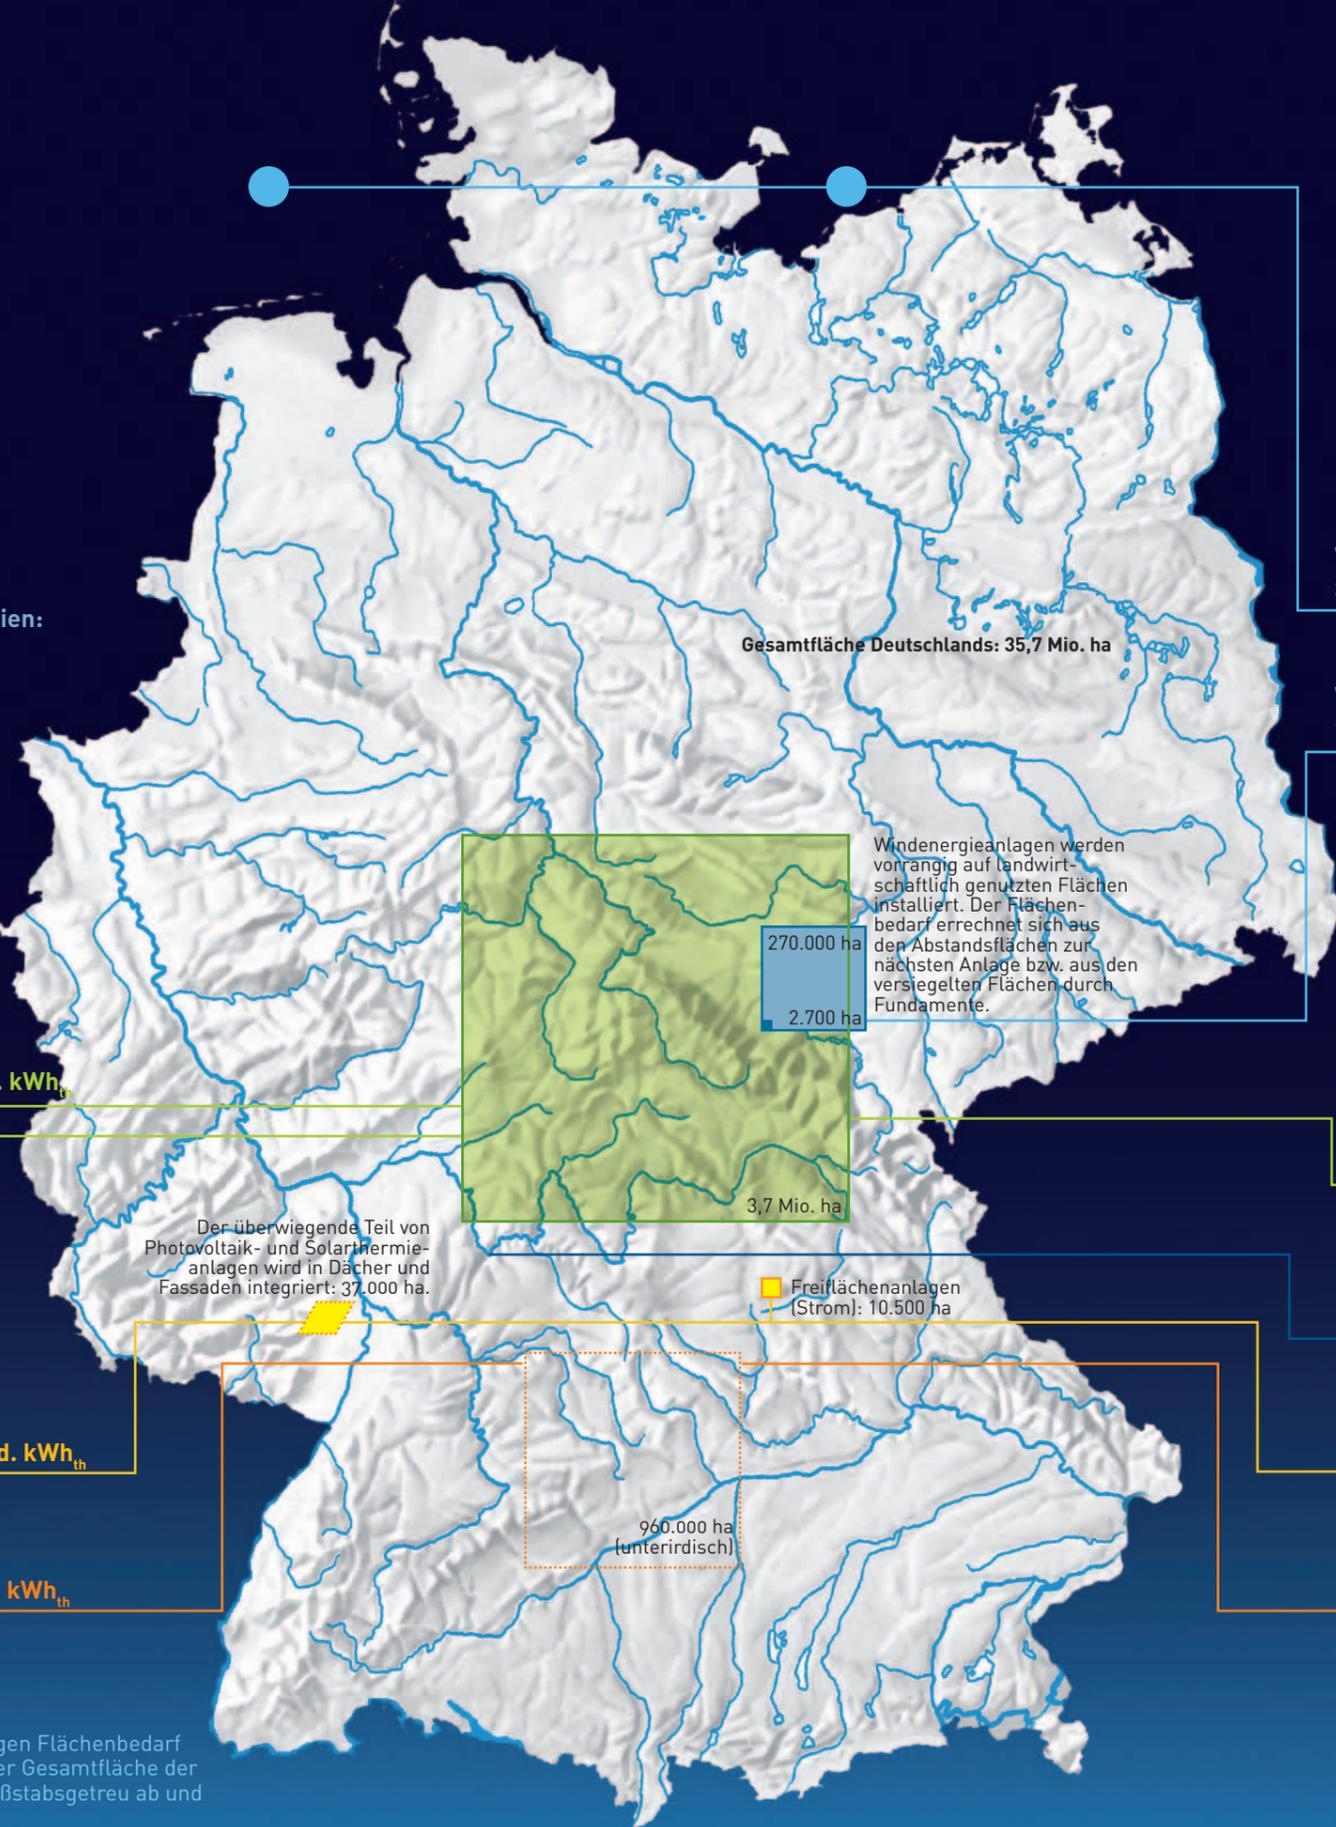 ien:
Gesamtfläche Deutschlands: 35,7 Mio. ha
Windenergieanlagen werden
vorrangig auf landwirt-
schaftlich genutzten Flächen
installiert. Der Flächen-
bedarf errechnet sich aus
den Abstandsflächen zur
nächsten Anlage bzw. aus den
versiegelten Flächen durch
Fundamente.
270.000 ha
2.700 ha
. kWhth
3,7 Mio. ha
Der überwiegende Teil von
Photovoltaik- und Solarthermie-
anlagen wird in Dächer und
Fassaden integriert: 37.000 ha.
Freiflächenanlagen
(Strom): 10.500 ha
d. kWhth
960.000 ha
(unterirdisch)
kWhth
gen Flächenbedarf
er Gesamtfläche der
ßstabsgetreu ab und